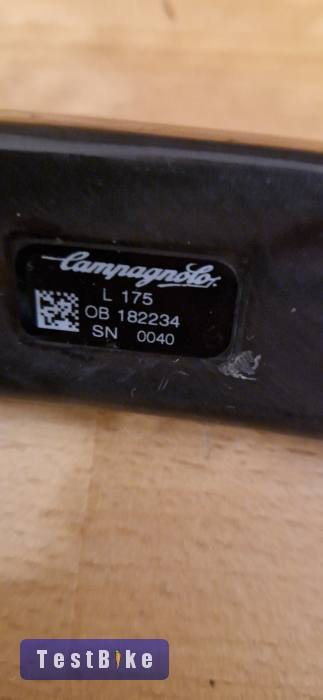 Campagnolo
L 175
OB 182234
SN 0040
TestBike